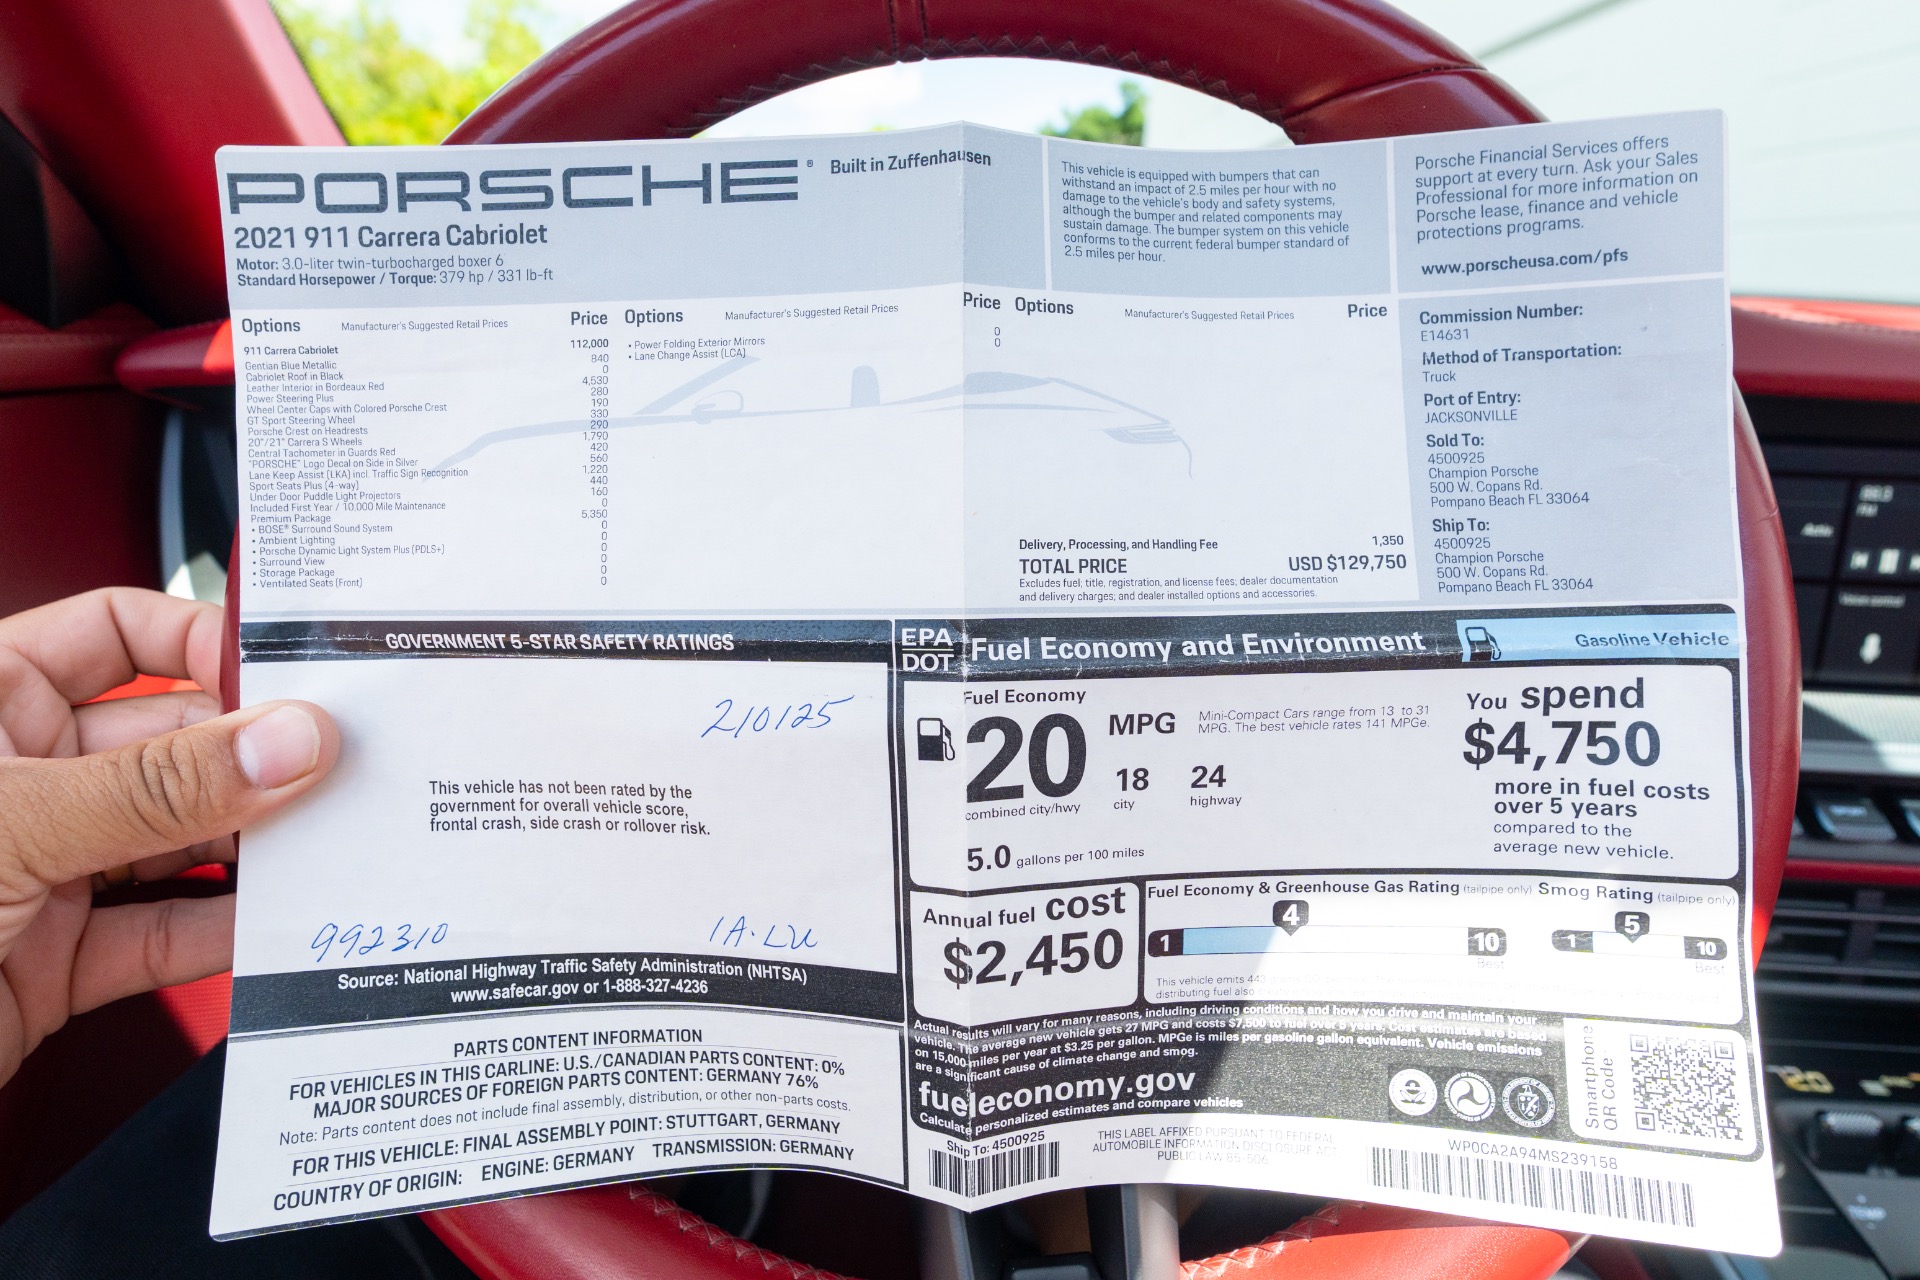 PORSCHE®
Built in Zuffenhausen
2021 911 Carrera Cabriolet
Motor: 3.0-liter twin-turbocharged boxer 6
Standard Horsepower / Torque: 379 hp / 331 lb-ft
This vehicle is equipped with bumpers that can
withstand an impact of 2.5 miles per hour with no
damage to the vehicle's body and safety systems,
although the bumper and related components may
sustain damage. The bumper system on this vehicle
conforms to the current federal bumper standard of
2.5 miles per hour.
Porsche Financial Services offers
support at every turn. Ask your Sales
Professional for more information on
Porsche lease, finance and vehicle
protections programs.
www.porscheusa.com/pfs
Options Manufacturer's Suggested Retail Prices Price
911 Carrera Cabriolet 112,000
Gentian Blue Metallic 840
Cabriolet Roof in Black 0
Leather Interior in Bordeaux Red 4,530
Power Steering Plus 280
Wheel Center Caps with Colored Porsche Crest 190
GT Sport Steering Wheel 330
Porsche Crest on Headrests 290
20"/21" Carrera S Wheels 1,790
Central Tachometer in Guards Red 420
"PORSCHE" Logo Decal on Side in Silver 560
Lane Keep Assist (LKA) incl. Traffic Sign Recognition 1,220
Sport Seats Plus (4-way) 440
Under Door Puddle Light Projectors 160
Included First Year / 10,000 Mile Maintenance 0
Premium Package 5,350
• BOSE® Surround Sound System 0
• Ambient Lighting 0
• Porsche Dynamic Light System Plus (PDLS+) 0
• Surround View 0
• Storage Package 0
• Ventilated Seats (Front) 0
Options Manufacturer's Suggested Retail Prices Price
• Power Folding Exterior Mirrors 0
• Lane Change Assist (LCA) 0
Options Manufacturer's Suggested Retail Prices Price
Delivery, Processing, and Handling Fee 1,350
TOTAL PRICE USD $129,750
Excludes fuel; title, registration, and license fees; dealer documentation
and delivery charges; and dealer installed options and accessories.
Commission Number:
E14631
Method of Transportation:
Truck
Port of Entry:
JACKSONVILLE
Sold To:
4500925
Champion Porsche
500 W. Copans Rd.
Pompano Beach FL 33064
Ship To:
4500925
Champion Porsche
500 W. Copans Rd.
Pompano Beach FL 33064
GOVERNMENT 5-STAR SAFETY RATINGS
210125
This vehicle has not been rated by the
government for overall vehicle score,
frontal crash, side crash or rollover risk.
992310
1A.LU
Source: National Highway Traffic Safety Administration (NHTSA)
www.safecar.gov or 1-888-327-4236
PARTS CONTENT INFORMATION
FOR VEHICLES IN THIS CARLINE: U.S./CANADIAN PARTS CONTENT: 0%
MAJOR SOURCES OF FOREIGN PARTS CONTENT: GERMANY 76%
Note: Parts content does not include final assembly, distribution, or other non-parts costs.
FOR THIS VEHICLE: FINAL ASSEMBLY POINT: STUTTGART, GERMANY
COUNTRY OF ORIGIN: ENGINE: GERMANY TRANSMISSION: GERMANY
EPA
DOT
Fuel Economy and Environment
Gasoline Vehicle
Fuel Economy
20 MPG
combined city/hwy
18
city
24
highway
Mini-Compact Cars range from 13 to 31
MPG. The best vehicle rates 141 MPGe.
5.0 gallons per 100 miles
You spend
$4,750
more in fuel costs
over 5 years
compared to the
average new vehicle.
Annual fuel cost
$2,450
Fuel Economy & Greenhouse Gas Rating (tailpipe only)
4
1
10
Best
Smog Rating (tailpipe only)
5
1
10
Best
This vehicle emits
distributing fuel also
Actual results will vary for many reasons, including driving conditions and how you drive and maintain your
vehicle. The average new vehicle gets 27 MPG and costs $7,500 to fuel over 5 years. Cost estimates are based
on 15,000 miles per year at $3.25 per gallon. MPGe is miles per gasoline gallon equivalent. Vehicle emissions
are a significant cause of climate change and smog.
fueleconomy.gov
Calculate personalized estimates and compare vehicles
Smartphone
QR Code
Ship To: 4500925
THIS LABEL AFFIXED PURSUANT TO FEDERAL
AUTOMOBILE INFORMATION DISCLOSURE ACT
PUBLIC LAW 85-506
WP0CA2A94MS239158